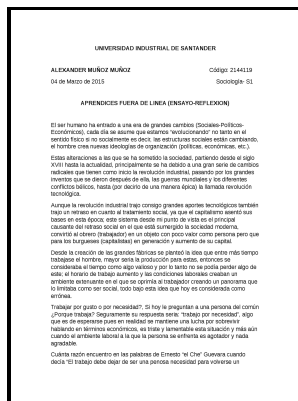 UNIVERSIDAD INDUSTRIAL DE SANTANDER
ALEXANDER MUÑOZ MUÑOZ Código: 2144119
04 de Marzo de 2015 Sociología- S1
APRENDICES FUERA DE LINEA (ENSAYO-REFLEXION)
El ser humano ha entrado a una era de grandes cambios (Sociales-Políticos-
Económicos), cada día se asume que estamos "evolucionando" no tanto en el
sentido físico si no socialmente es decir, las estructuras sociales están cambiando,
el hombre crea nuevas ideologías de organización (políticas, económicas, etc.).
Estas alteraciones a las que se ha sometido la sociedad, partiendo desde el siglo
XVIII hasta la actualidad, principalmente se ha debido a una gran serie de cambios
radicales que tienen como inicio la revolución industrial, pasando por los grandes
inventos que se dieron después de ella, las guerras mundiales y los diferentes
conflictos bélicos, hasta (por decirlo de una manera épica) la llamada revolución
tecnológica.
Aunque la revolución industrial trajo consigo grandes aportes tecnológicos también
trajo un retraso en cuanto al tratamiento social, ya que el capitalismo asentó sus
bases en esta época; este sistema desde mi punto de vista es el principal
causante del retraso social en el que está sumergido la sociedad moderna,
convirtió al obrero (trabajador) en un objeto con poco valor como persona pero que
para los burgueses (capitalistas) en generación y aumento de su capital.
Desde la creación de las grandes fábricas se planteó la idea que entre más tiempo
trabajase el hombre, mayor sería la producción para estas, entonces se
consideraba el tiempo como algo valioso y por lo tanto no se podía perder algo de
este; el horario de trabajo aumento y las condiciones laborales creaban un
ambiente extenuante en el que se oprimía al trabajador creando un panorama que
lo limitaba como ser social, todo bajo esta idea que hoy es considerada como
errónea.
Trabajar por gusto o por necesidad?, Si hoy le preguntan a una persona del común
¿Porque trabaja? Seguramente su respuesta sería: "trabajo por necesidad", algo
que es de esperarse pues en realidad se mantiene una lucha por sobrevivir
hablando en términos económicos, es triste y lamentable esta situación y más aún
cuando el ambiente laboral a la que la persona se enfrenta es agotador y nada
agradable.
Cuánta razón encuentro en las palabras de Ernesto "el Che" Guevara cuando
decía "El trabajo debe dejar de ser una penosa necesidad para volverse un